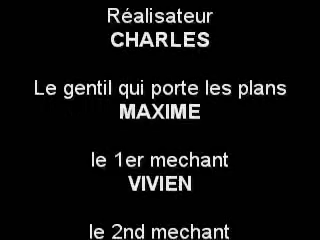 Réalisateur
CHARLES
Le gentil qui porte les plans
MAXIME
le 1er mechant
VIVIEN
le 2nd mechant